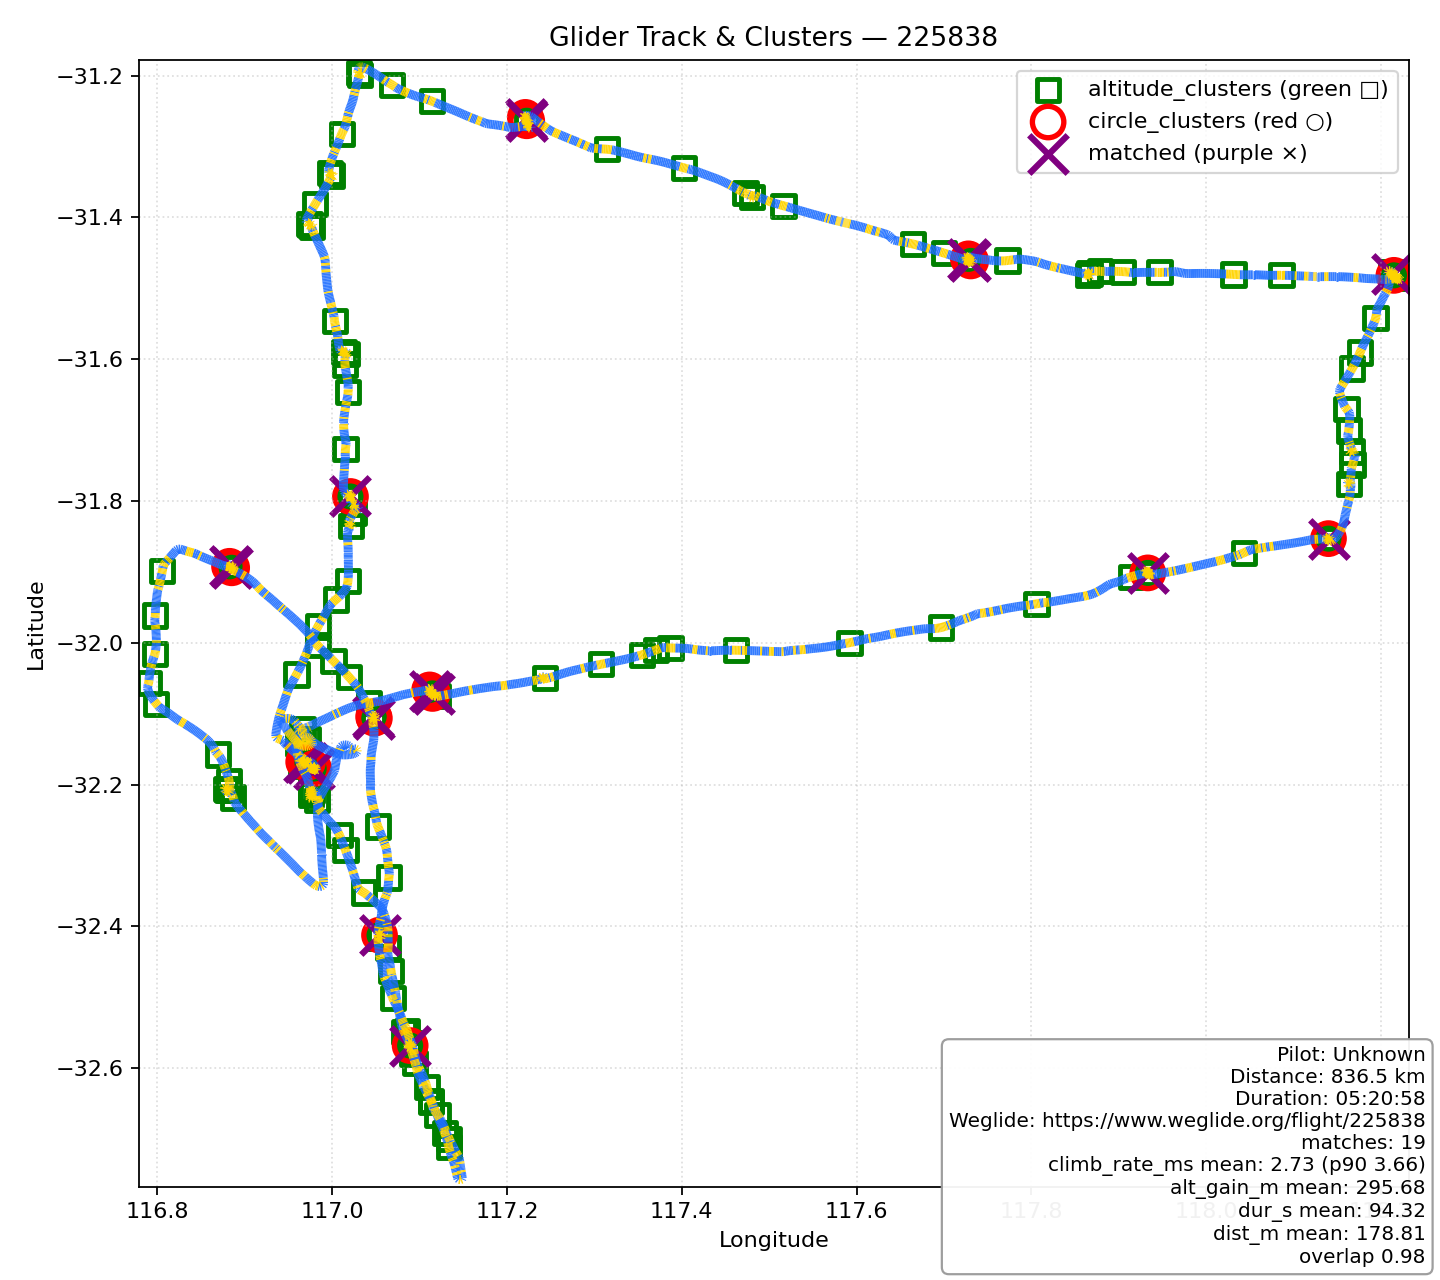 Glider Track & Clusters — 225838
altitude_clusters (green □)
circle_clusters (red ○)
matched (purple ×)
Latitude
−31.2
−31.4
−31.6
−31.8
−32.0
−32.2
−32.4
−32.6
116.8
117.0
117.2
117.4
117.6
117.8
118.0
Longitude
Pilot: Unknown
Distance: 836.5 km
Duration: 05:20:58
Weglide: https://www.weglide.org/flight/225838
matches: 19
climb_rate_ms mean: 2.73 (p90 3.66)
alt_gain_m mean: 295.68
dur_s mean: 94.32
dist_m mean: 178.81
overlap 0.98